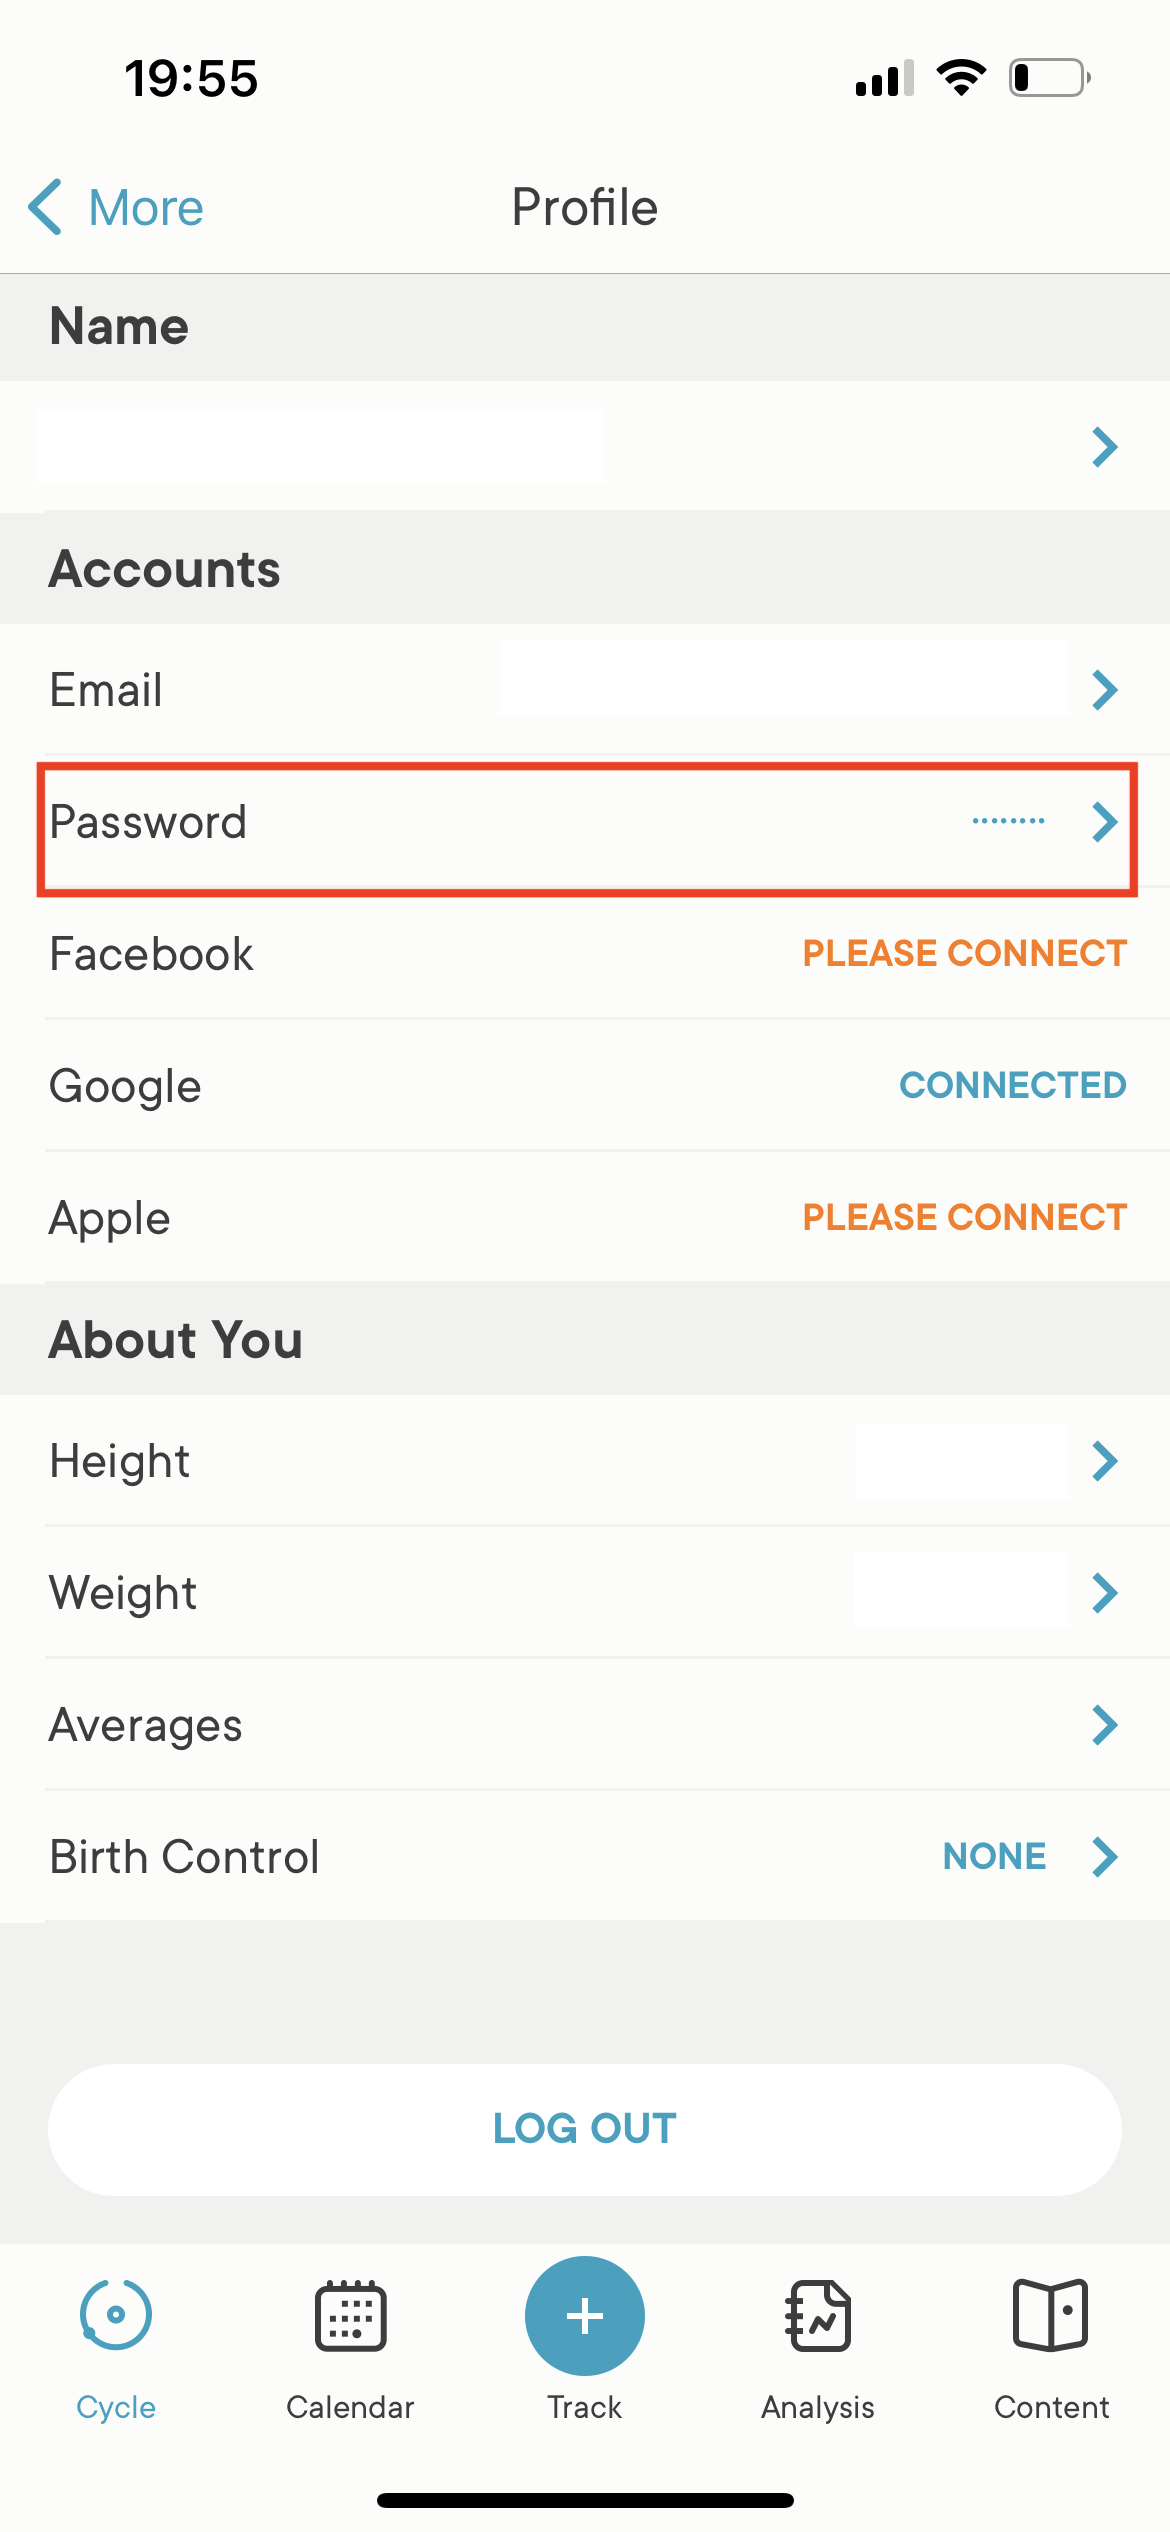 19:55
More
Profile
Name
Accounts
Email
Password ········
Facebook PLEASE CONNECT
Google CONNECTED
Apple PLEASE CONNECT
About You
Height
Weight
Averages
Birth Control NONE
LOG OUT
Cycle Calendar Track Analysis Content